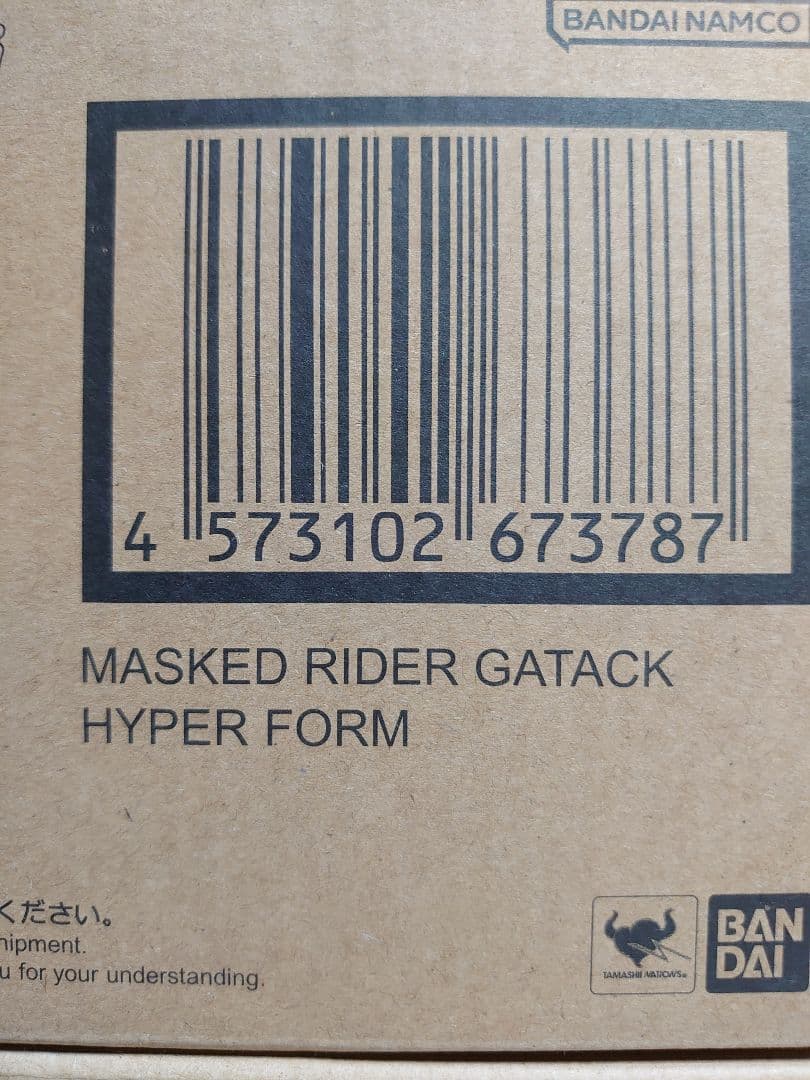 BANDAI NAMCO
4 573102 673787
MASKED RIDER GATACK
HYPER FORM
ください。
hipment.
u for your understanding.
TAMASHII NATIONS
BAN
DAI